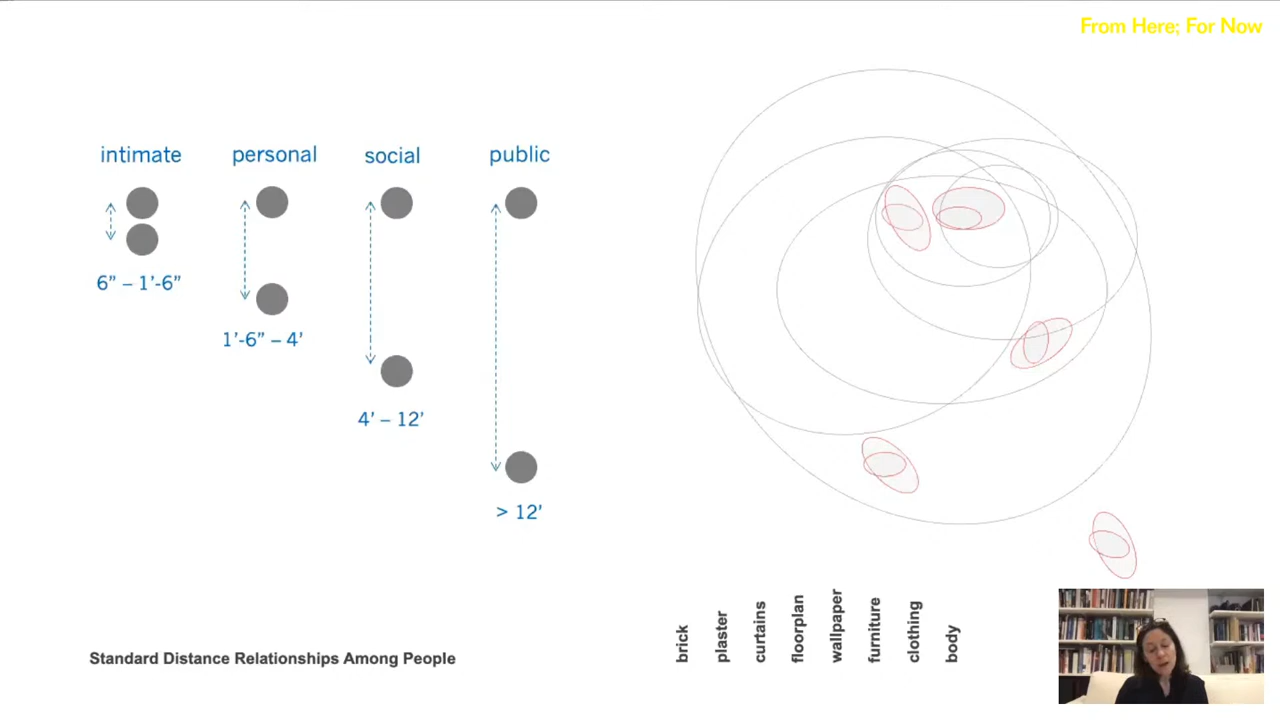 From Here; For Now
intimate
personal
social
public
6” – 1’-6”
1’-6” – 4’
4’ – 12’
> 12’
Standard Distance Relationships Among People
brick
plaster
curtains
floorplan
wallpaper
furniture
clothing
body